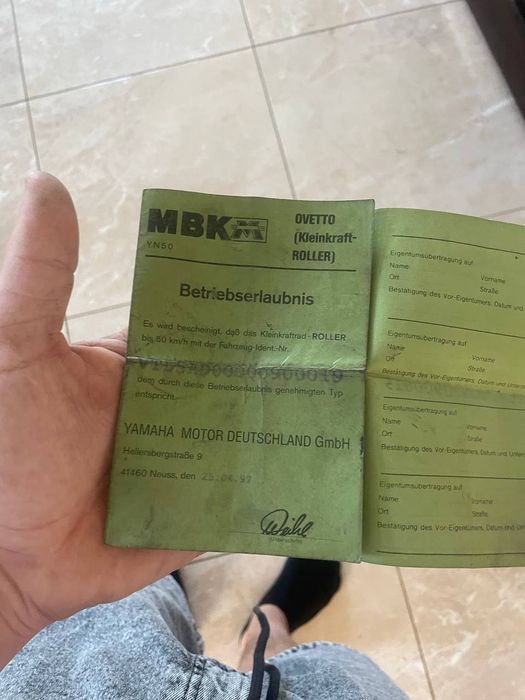 MBK
YN50
OVETTO
(Kleinkraft-
ROLLER)
Betriebserlaubnis
Es wird bescheinigt, daß das Kleinkraftrad-ROLLER
bis 50 km/h mit der Fahrzeug-Ident.-Nr.
dem durch diese Betriebserlaubnis genehmigten Typ
entspricht.
YAMAHA MOTOR DEUTSCHLAND GmbH
Hellersbergstraße 9
41460 Neuss, den 25.04.97
Eigentumsübertragung auf
Name Vorname
Ort Straße
Bestätigung des Vor-Eigentümers, Datum und
Eigentumsübertragung auf
Name Vorname
Ort Straße
Bestätigung des Vor-Eigentümers, Datum und Unter
Eigentumsübertragung auf
Name Vorname
Ort Straße
Bestätigung des Vor-Eigentümers, Datum und Unter
Eigentumsübertragung auf
Name Vorname
Ort Straße
Bestätigung des Vor-Eigentümers, Datum und